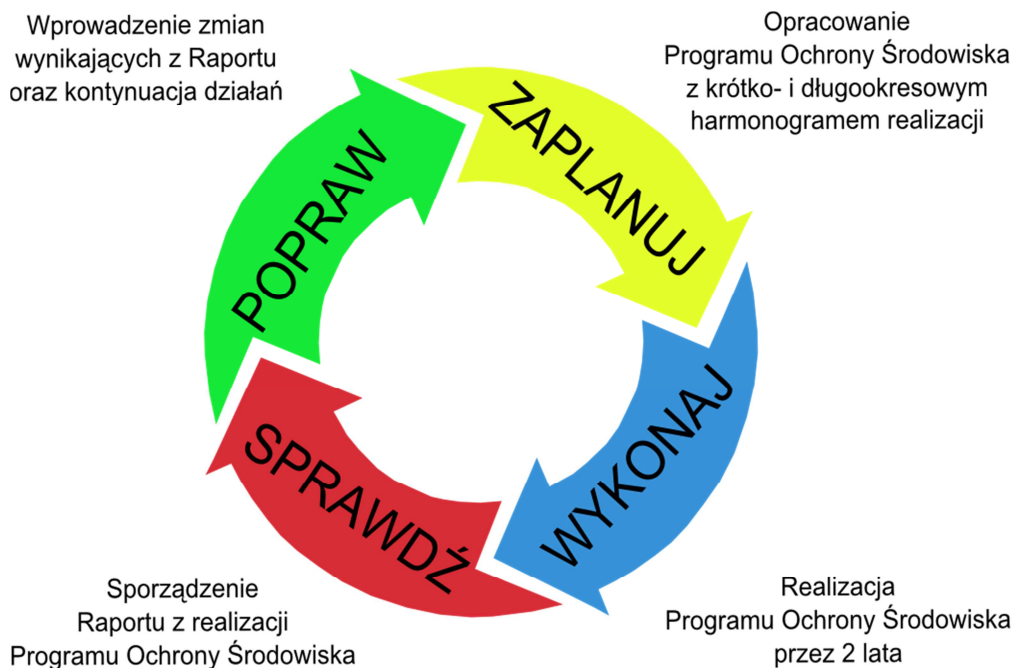 Wprowadzenie zmian
wynikających z Raportu
oraz kontynuacja działań
Opracowanie
Programu Ochrony Środowiska
z krótko- i długookresowym
harmonogramem realizacji
POPRAW
ZAPLANUJ
SPRAWDŹ
WYKONAJ
Sporządzenie
Raportu z realizacji
Programu Ochrony Środowiska
Realizacja
Programu Ochrony Środowiska
przez 2 lata